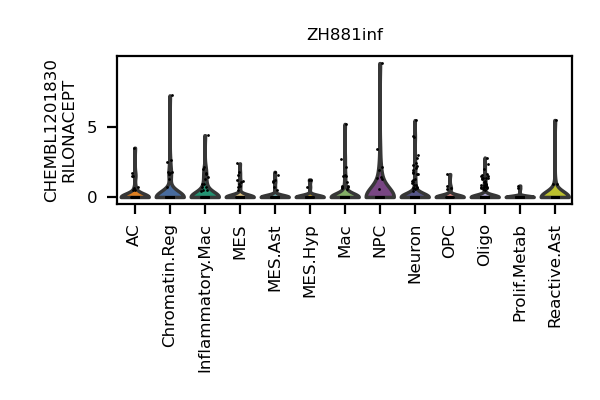 ZH881inf
CHEMBL1201830
RILONACEPT
5
0
AC
Chromatin.Reg
Inflammatory.Mac
MES
MES.Ast
MES.Hyp
Mac
NPC
Neuron
OPC
Oligo
Prolif.Metab
Reactive.Ast